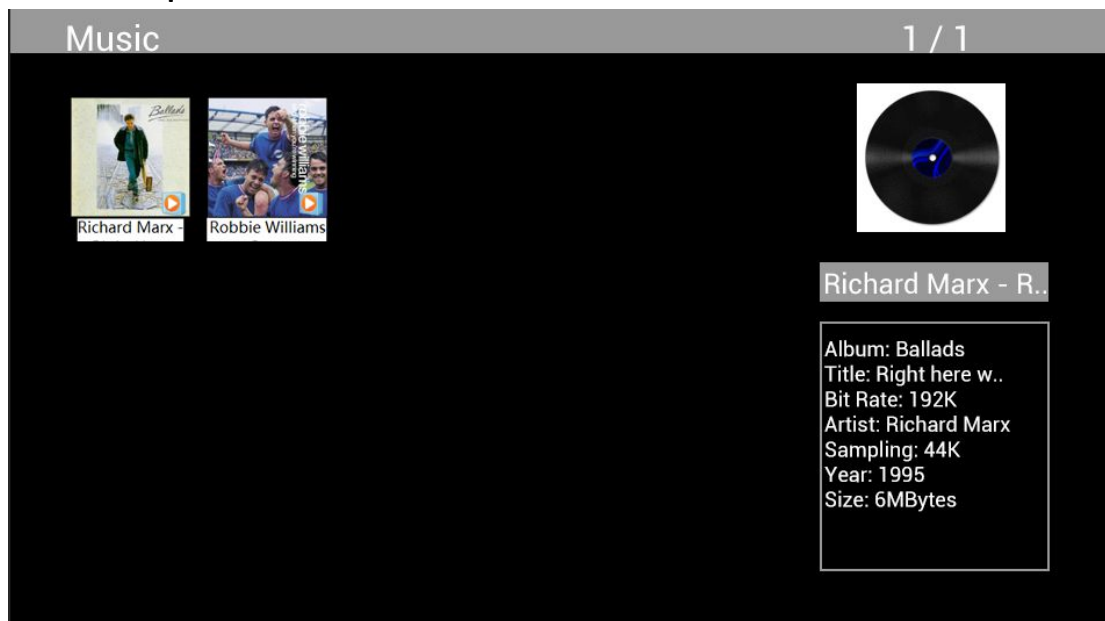 Music
1 / 1
Ballads
robbie williams
Richard Marx -
Robbie Williams
Richard Marx - R..
Album: Ballads
Title: Right here w..
Bit Rate: 192K
Artist: Richard Marx
Sampling: 44K
Year: 1995
Size: 6MBytes